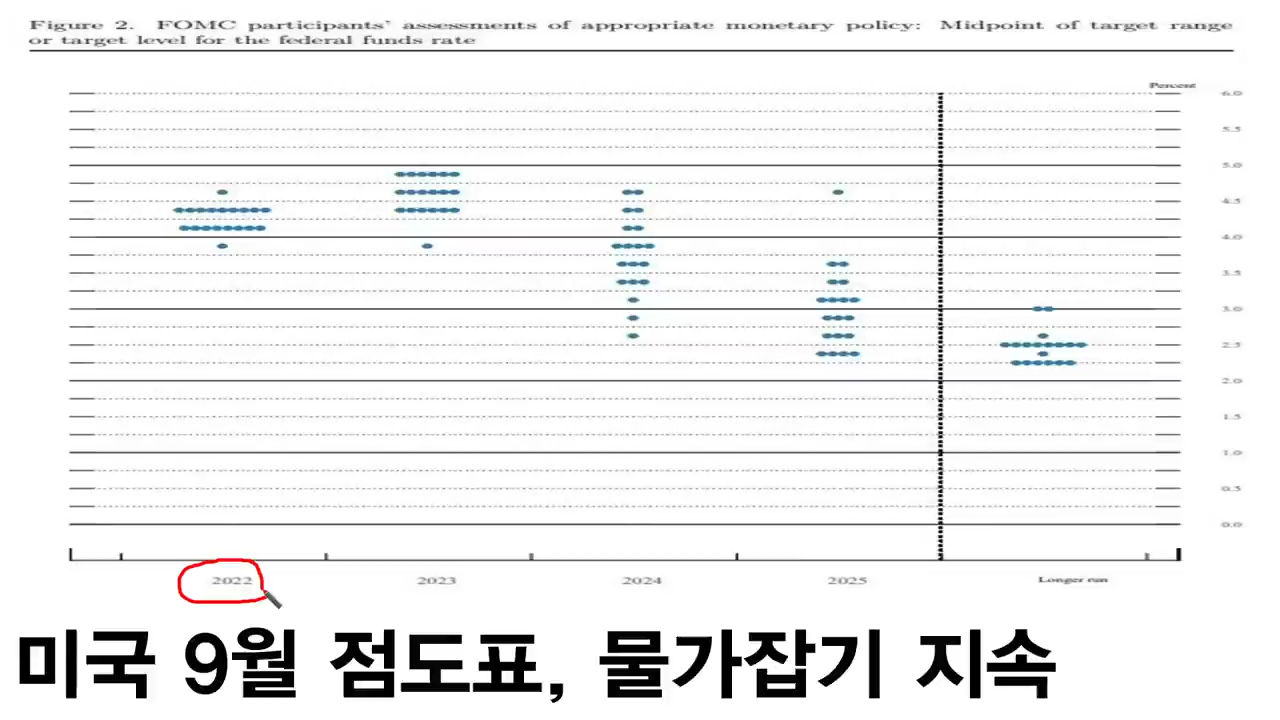 Figure 2. FOMC participants' assessments of appropriate monetary policy: Midpoint of target range
or target level for the federal funds rate
Percent
6.0
5.5
5.0
4.5
4.0
3.5
3.0
2.5
2.0
1.5
1.0
0.5
0.0
2022 2023 2024 2025 Longer run
미국 9월 점도표, 물가잡기 지속